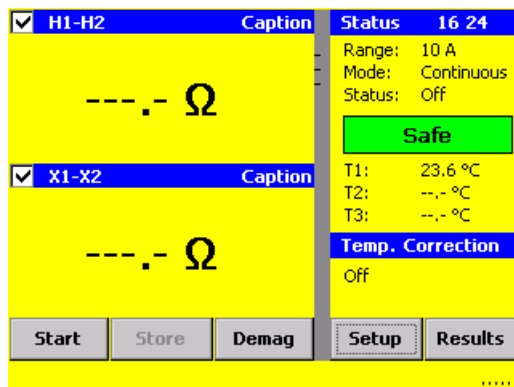 H1-H2 Caption
---.- Ω
X1-X2 Caption
---.- Ω
Status 16 24
Range: 10 A
Mode: Continuous
Status: Off
Safe
T1: 23.6 °C
T2: --.- °C
T3: --.- °C
Temp. Correction
Off
Start Store Demag Setup Results
.....